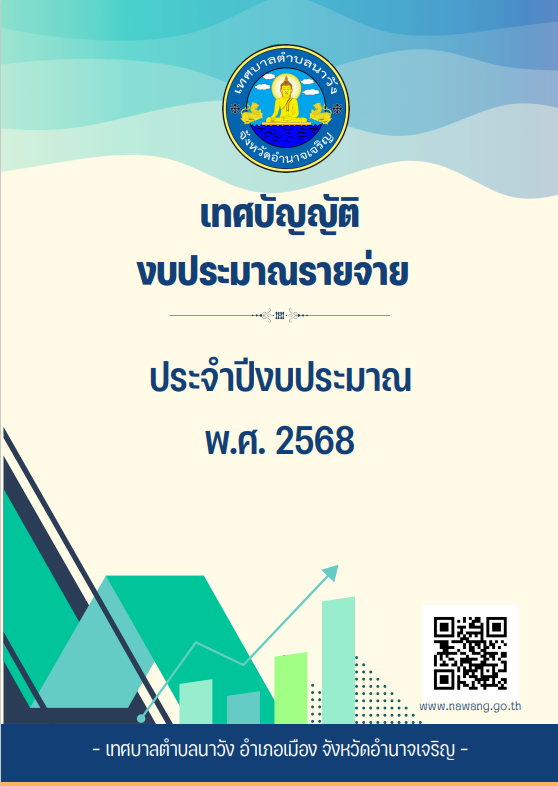 เทศบาลตำบลนาวัง
จังหวัดอำนาจเจริญ
เทศบัญญัติ
งบประมาณรายจ่าย
ประจำปีงบประมาณ
พ.ศ. 2568
www.nawang.go.th
- เทศบาลตำบลนาวัง อำเภอเมือง จังหวัดอำนาจเจริญ -